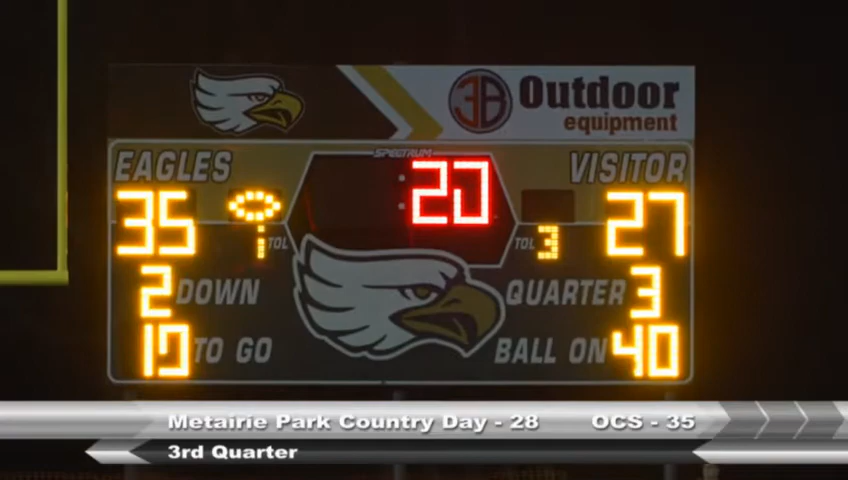 3B Outdoor
equipment
SPECTRUM
EAGLES VISITOR
20
35 27
1 TOL TOL 3
2 DOWN QUARTER 3
10 TO GO BALL ON 40
Metairie Park Country Day - 28 OCS - 35
3rd Quarter